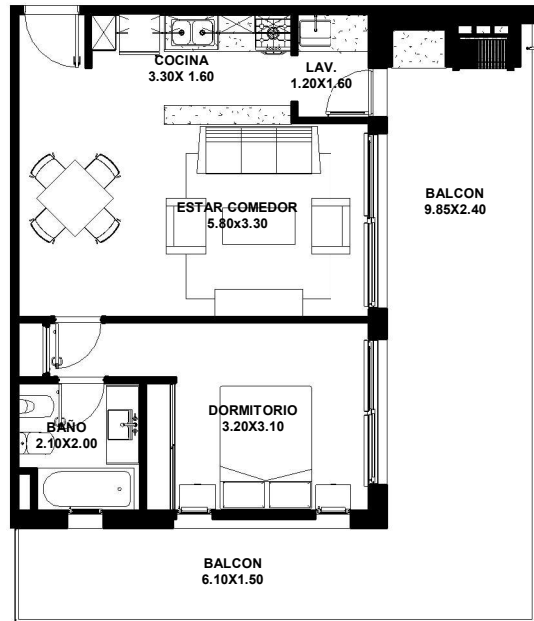 COCINA
3.30X 1.60
LAV.
1.20X1.60
BALCON
9.85X2.40
ESTAR COMEDOR
5.80x3.30
DORMITORIO
3.20X3.10
BAÑO
2.10X2.00
BALCON
6.10X1.50